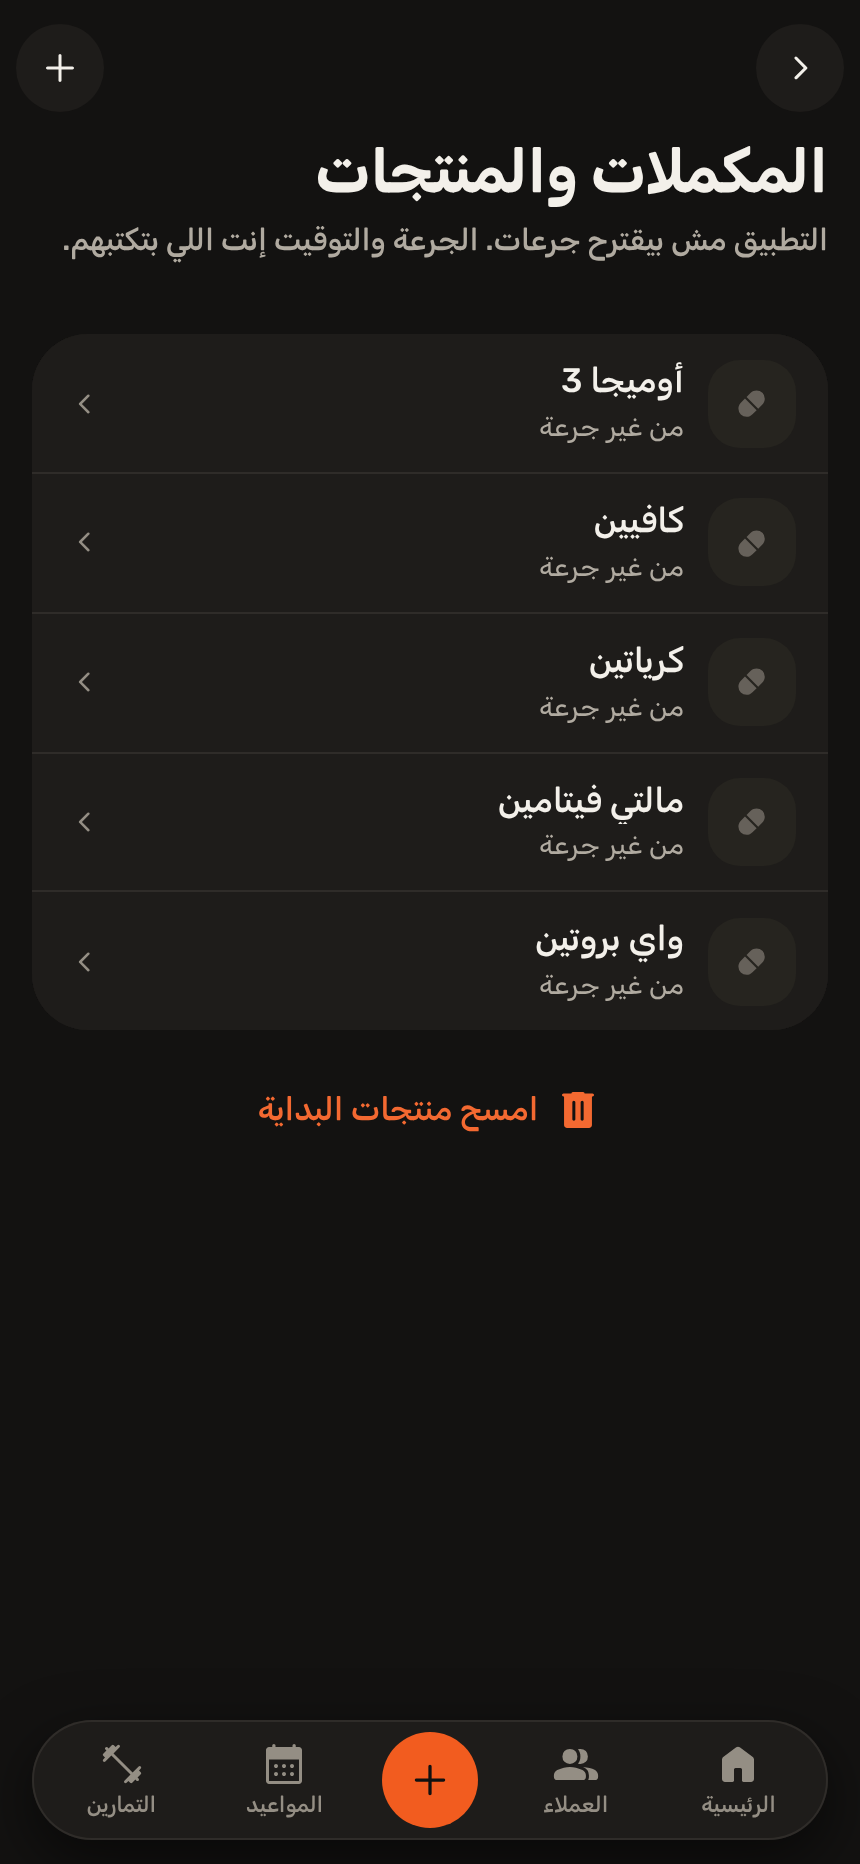 المكملات والمنتجات
التطبيق مش بيقترح جرعات. الجرعة والتوقيت إنت اللي بتكتبهم.
أوميجا 3
من غير جرعة
كافيين
من غير جرعة
كرياتين
من غير جرعة
مالتي فيتامين
من غير جرعة
واي بروتين
من غير جرعة
امسح منتجات البداية
الرئيسية
العملاء
المواعيد
التمارين